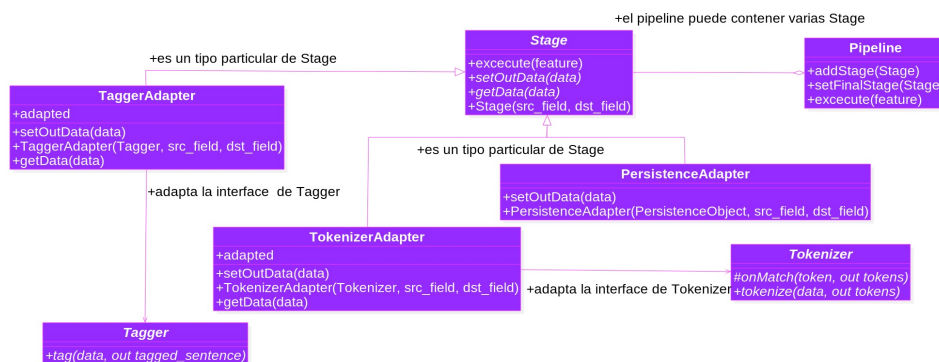 +el pipeline puede contener varias Stage
Stage
+excecute(feature)
+setOutData(data)
+getData(data)
+Stage(src_field, dst_field)
Pipeline
+addStage(Stage)
+setFinalStage(Stage
+excecute(feature)
+es un tipo particular de Stage
TaggerAdapter
+adapted
+setOutData(data)
+TaggerAdapter(Tagger, src_field, dst_field)
+getData(data)
+es un tipo particular de Stage
PersistenceAdapter
+setOutData(data)
+PersistenceAdapter(PersistenceObject, src_field, dst_field)
+adapta la interface de Tagger
TokenizerAdapter
+adapted
+setOutData(data)
+TokenizerAdapter(Tokenizer, src_field, dst_field)
+getData(data)
+adapta la interface de Tokenizer
Tokenizer
#onMatch(token, out tokens)
+tokenize(data, out tokens)
Tagger
+tag(data, out tagged_sentence)